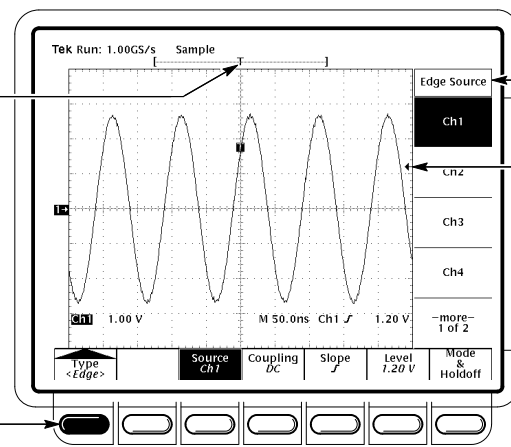 Tek Run: 1.00GS/s Sample
T
Edge Source
Ch1
T
Ch2
1→
Ch3
Ch4
Ch1 1.00 V M 50.0ns Ch1 ƒ 1.20 V
–more–
1 of 2
Type
<Edge>
Source
Ch1
Coupling
DC
Slope
ƒ
Level
1.20 V
Mode
&
Holdoff